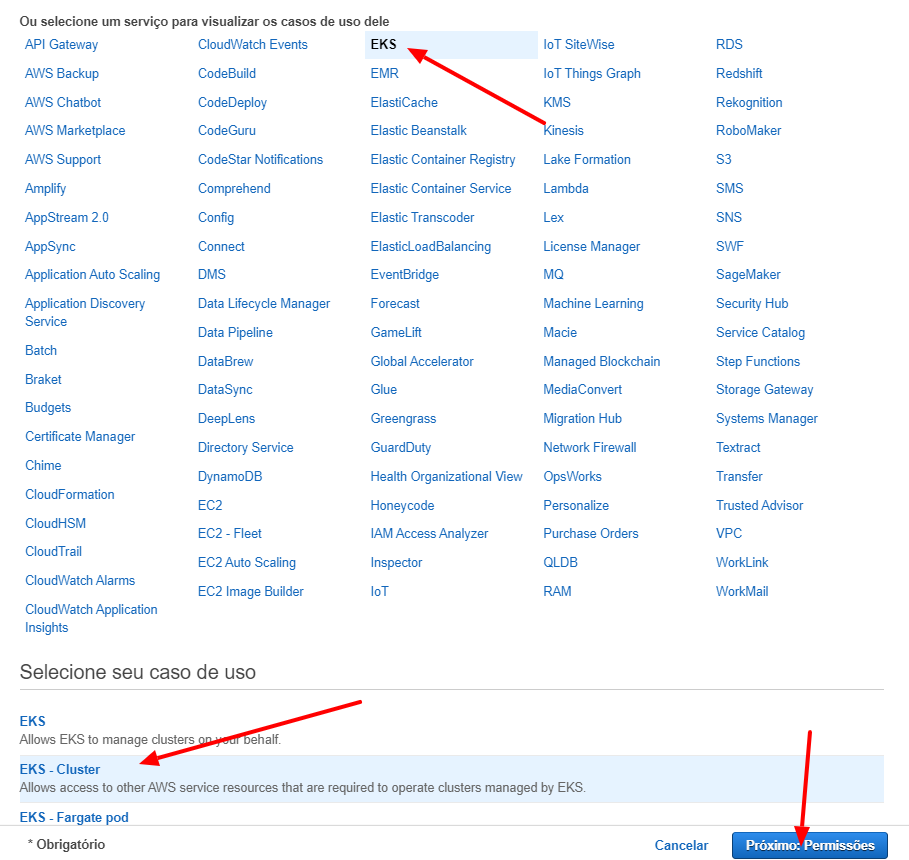 Ou selecione um serviço para visualizar os casos de uso dele
API Gateway
AWS Backup
AWS Chatbot
AWS Marketplace
AWS Support
Amplify
AppStream 2.0
AppSync
Application Auto Scaling
Application Discovery
Service
Batch
Braket
Budgets
Certificate Manager
Chime
CloudFormation
CloudHSM
CloudTrail
CloudWatch Alarms
CloudWatch Application
Insights
CloudWatch Events
CodeBuild
CodeDeploy
CodeGuru
CodeStar Notifications
Comprehend
Config
Connect
DMS
Data Lifecycle Manager
Data Pipeline
DataBrew
DataSync
DeepLens
Directory Service
DynamoDB
EC2
EC2 - Fleet
EC2 Auto Scaling
EC2 Image Builder
EKS
EMR
ElastiCache
Elastic Beanstalk
Elastic Container Registry
Elastic Container Service
Elastic Transcoder
ElasticLoadBalancing
EventBridge
Forecast
GameLift
Global Accelerator
Glue
Greengrass
GuardDuty
Health Organizational View
Honeycode
IAM Access Analyzer
Inspector
IoT
IoT SiteWise
IoT Things Graph
KMS
Kinesis
Lake Formation
Lambda
Lex
License Manager
MQ
Machine Learning
Macie
Managed Blockchain
MediaConvert
Migration Hub
Network Firewall
OpsWorks
Personalize
Purchase Orders
QLDB
RAM
RDS
Redshift
Rekognition
RoboMaker
S3
SMS
SNS
SWF
SageMaker
Security Hub
Service Catalog
Step Functions
Storage Gateway
Systems Manager
Textract
Transfer
Trusted Advisor
VPC
WorkLink
WorkMail
Selecione seu caso de uso
EKS
Allows EKS to manage clusters on your behalf.
EKS - Cluster
Allows access to other AWS service resources that are required to operate clusters managed by EKS.
EKS - Fargate pod
* Obrigatório
Cancelar
Próximo: Permissões